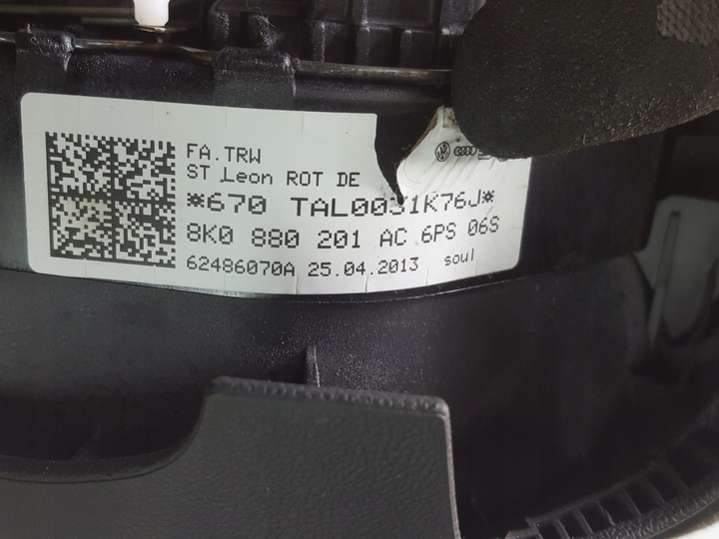 FA.TRW
ST Leon ROT DE
*670 TAL0031K76J*
8K0 880 201 AC 6PS 06S
62486070A 25.04.2013 soul